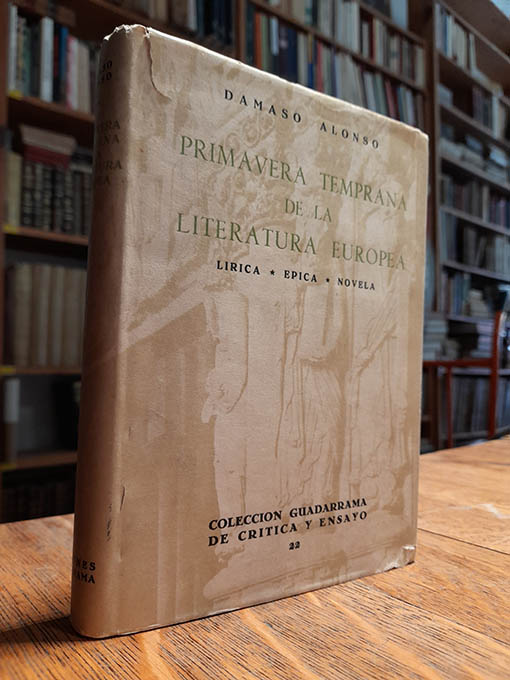 DAMASO ALONSO
PRIMAVERA TEMPRANA
DE LA
LITERATURA EUROPEA
LIRICA ★ EPICA ★ NOVELA
COLECCION GUADARRAMA
DE CRITICA Y ENSAYO
22